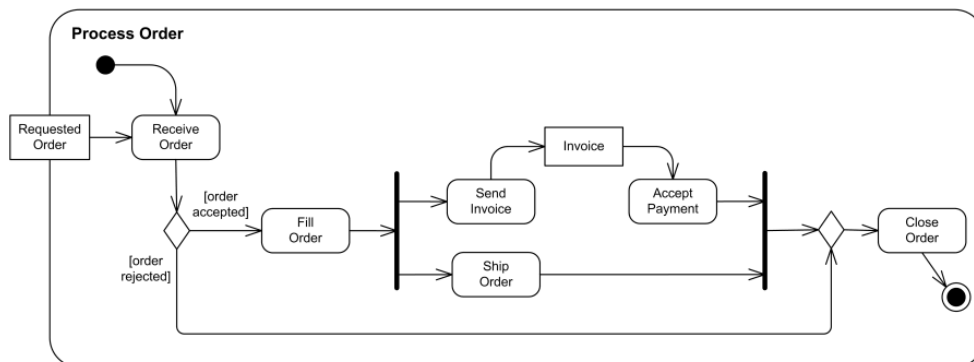 Process Order
Requested
Order
Receive
Order
[order
accepted]
[order
rejected]
Fill
Order
Send
Invoice
Invoice
Accept
Payment
Ship
Order
Close
Order